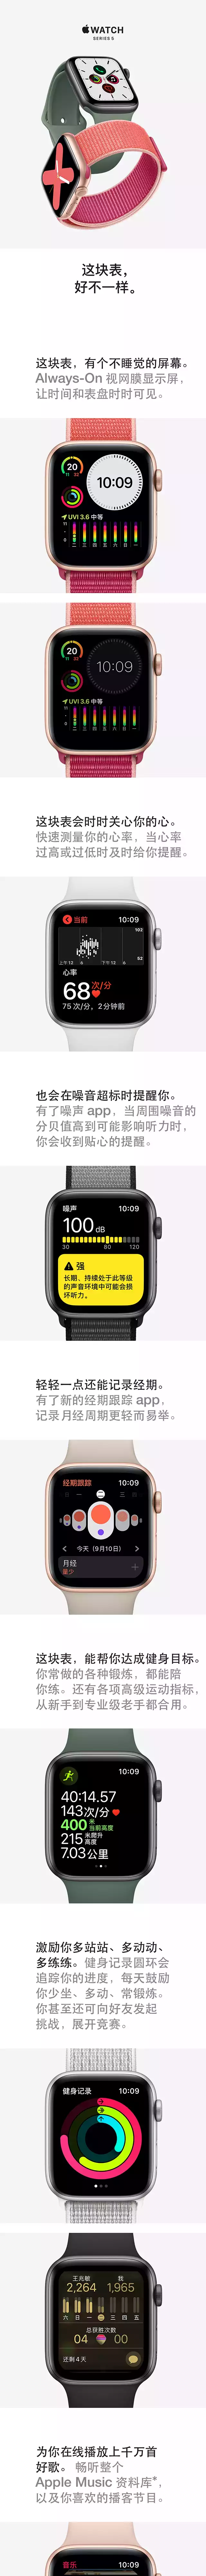 WATCH
SERIES 5
这块表，
好不一样。
这块表，有个不睡觉的屏幕。
Always-On 视网膜显示屏，
让时间和表盘时时可见。
20
10:09
UVI 3.6 中等
20
10:09
UVI 3.6 中等
这块表会时时关心你的心。
快速测量你的心率，当心率
过高或过低时及时给你提醒。
当前 10:09
102
52
心率
68次/分
75 次/分，2分钟前
也会在噪音超标时提醒你。
有了噪声 app，当周围噪音的
分贝值高到可能影响听力时，
你会收到贴心的提醒。
噪声 10:09
100 dB
30 80 120
强
长期、持续处于此等级
的声音环境中可能会损
坏听力。
轻轻一点还能记录经期。
有了新的经期跟踪 app，
记录月经周期更轻而易举。
经期跟踪 10:09
今天（9月10日）
月经
量少
这块表，能帮你达成健身目标。
你常做的各种锻炼，都能陪
你练。还有各项高级运动指标，
从新手到专业级老手都合用。
10:09
40:14.57
143次/分
400米
当前高度
215米爬升
高度
7.03公里
激励你多站站、多动动、
多练练。健身记录圆环会
追踪你的进度，每天鼓励
你少坐、多动、常锻炼。
你甚至还可向好友发起
挑战，展开竞赛。
健身记录 10:09
王兆敏 我
2,264 1,965
六 日 一 二 三 四 五
总获胜次数
04 00
还剩 4 天
为你在线播放上千万首
好歌。畅听整个
Apple Music 资料库*，
以及你喜欢的播客节目。
音乐 10:09